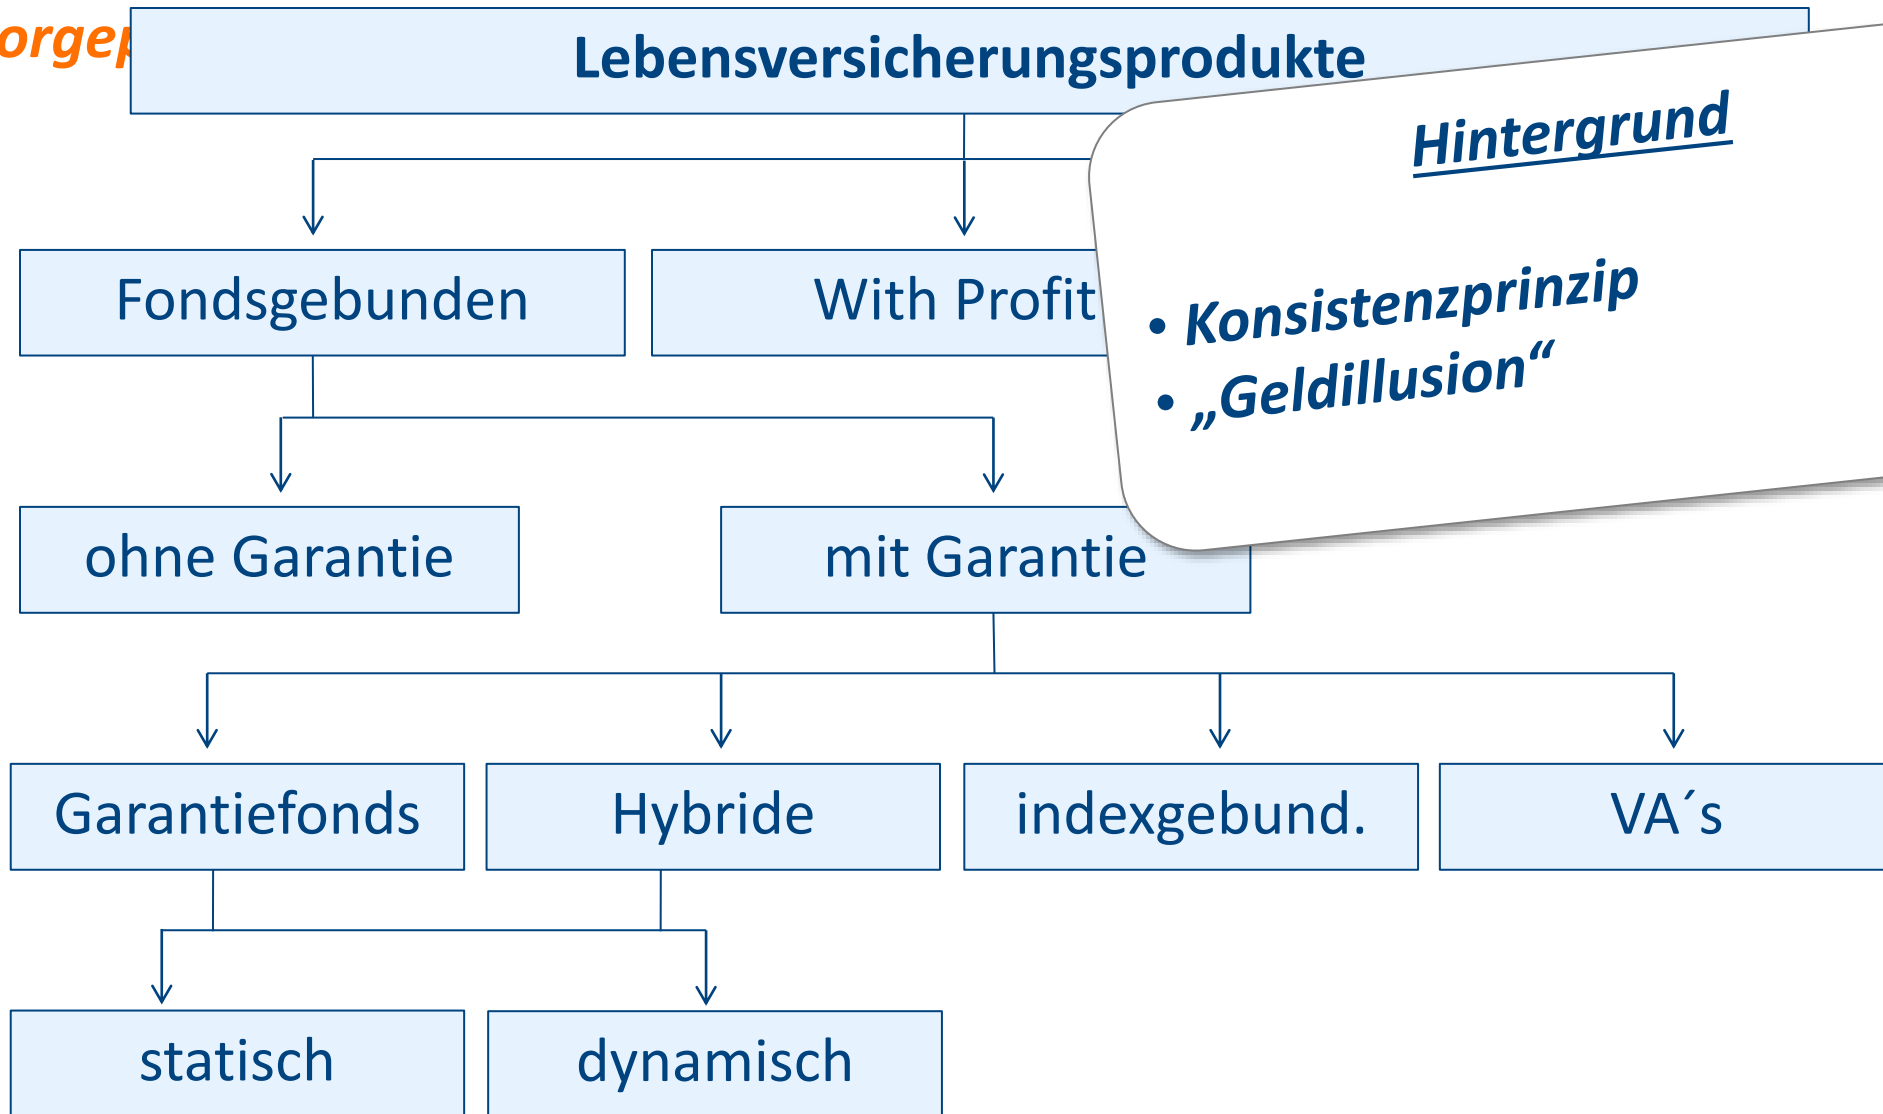 Lebensversicherungsprodukte
Hintergrund
Fondsgebunden
With Profit
• Konsistenzprinzip
• „Geldillusion“
ohne Garantie
mit Garantie
Garantiefonds
Hybride
indexgebund.
VA´s
statisch
dynamisch